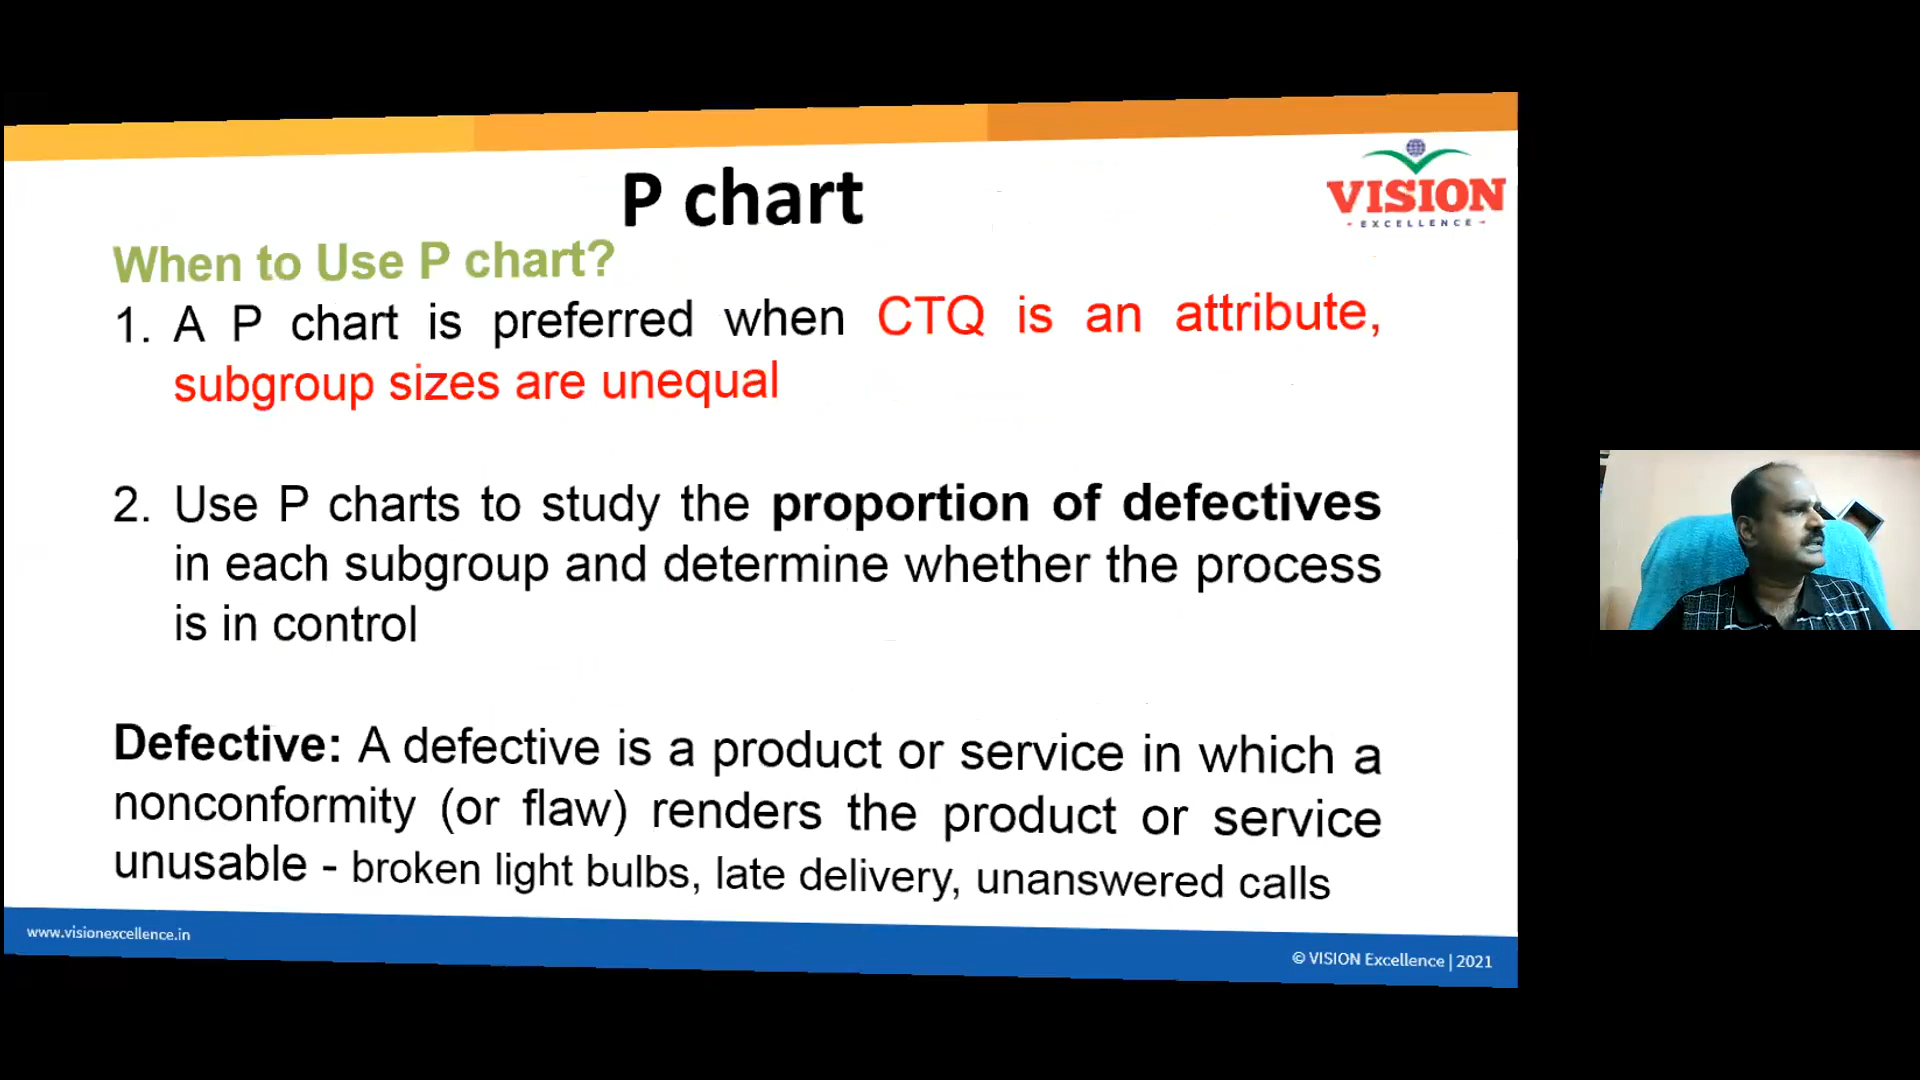 P chart
VISION
EXCELLENCE
When to Use P chart?
1. A P chart is preferred when CTQ is an attribute,
subgroup sizes are unequal
2. Use P charts to study the proportion of defectives
in each subgroup and determine whether the process
is in control
Defective: A defective is a product or service in which a
nonconformity (or flaw) renders the product or service
unusable - broken light bulbs, late delivery, unanswered calls
www.visionexcellence.in
© VISION Excellence | 2021